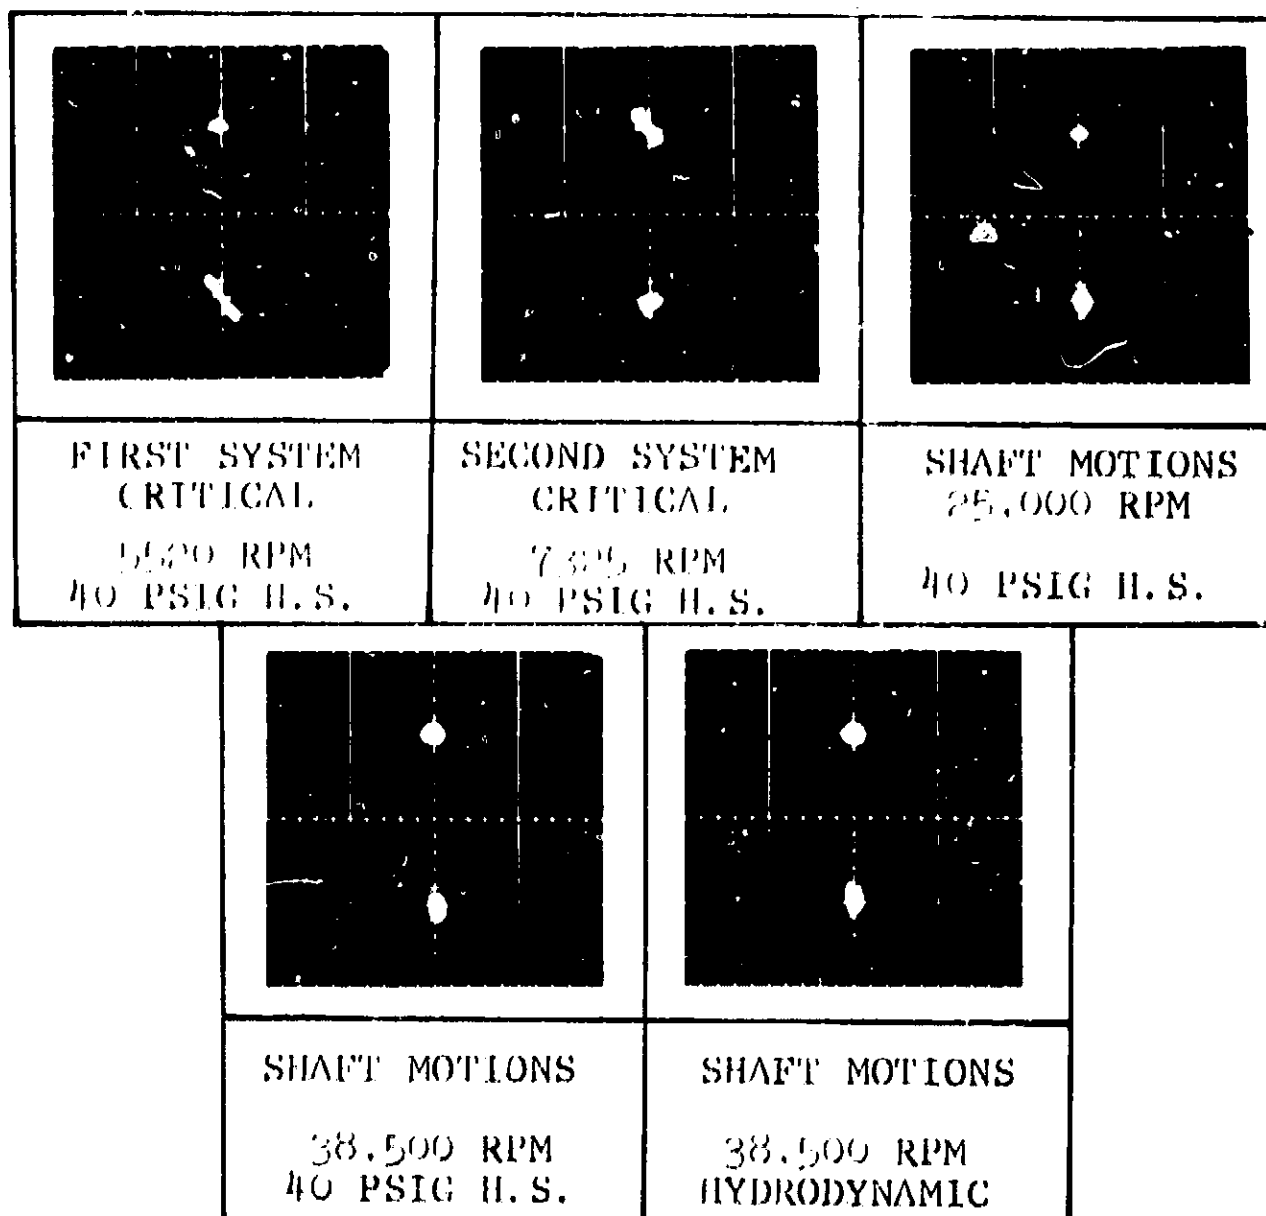 FIRST SYSTEM
CRITICAL
5520 RPM
40 PSIG H.S.
SECOND SYSTEM
CRITICAL
RPM
40 PSIG H.S.
SHAFT MOTIONS
25,000 RPM
40 PSIG H.S.
SHAFT MOTIONS
38,500 RPM
40 PSIG H.S.
SHAFT MOTIONS
38,500 RPM
HYDRODYNAMIC